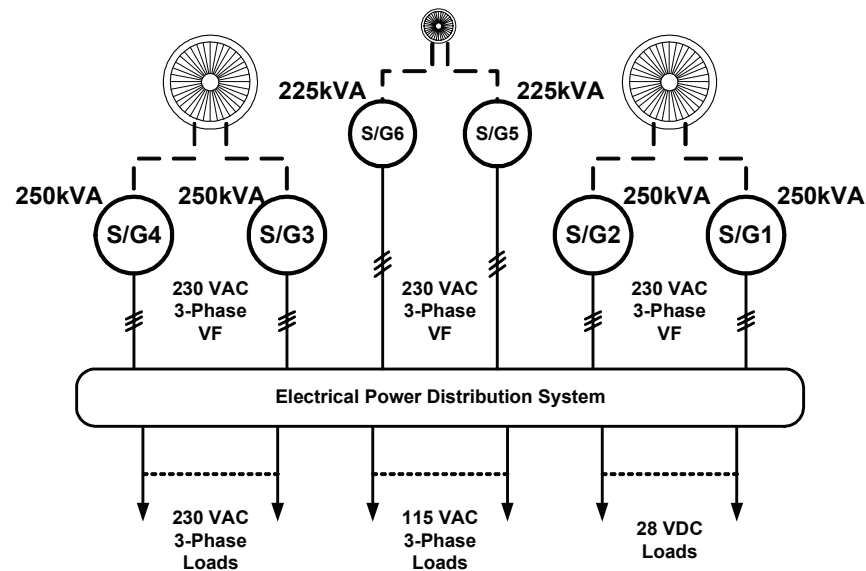 225kVA
225kVA
S/G6
S/G5
250kVA
250kVA
250kVA
250kVA
S/G4
S/G3
S/G2
S/G1
230 VAC
3-Phase
VF
230 VAC
3-Phase
VF
230 VAC
3-Phase
VF
Electrical Power Distribution System
230 VAC
3-Phase
Loads
115 VAC
3-Phase
Loads
28 VDC
Loads